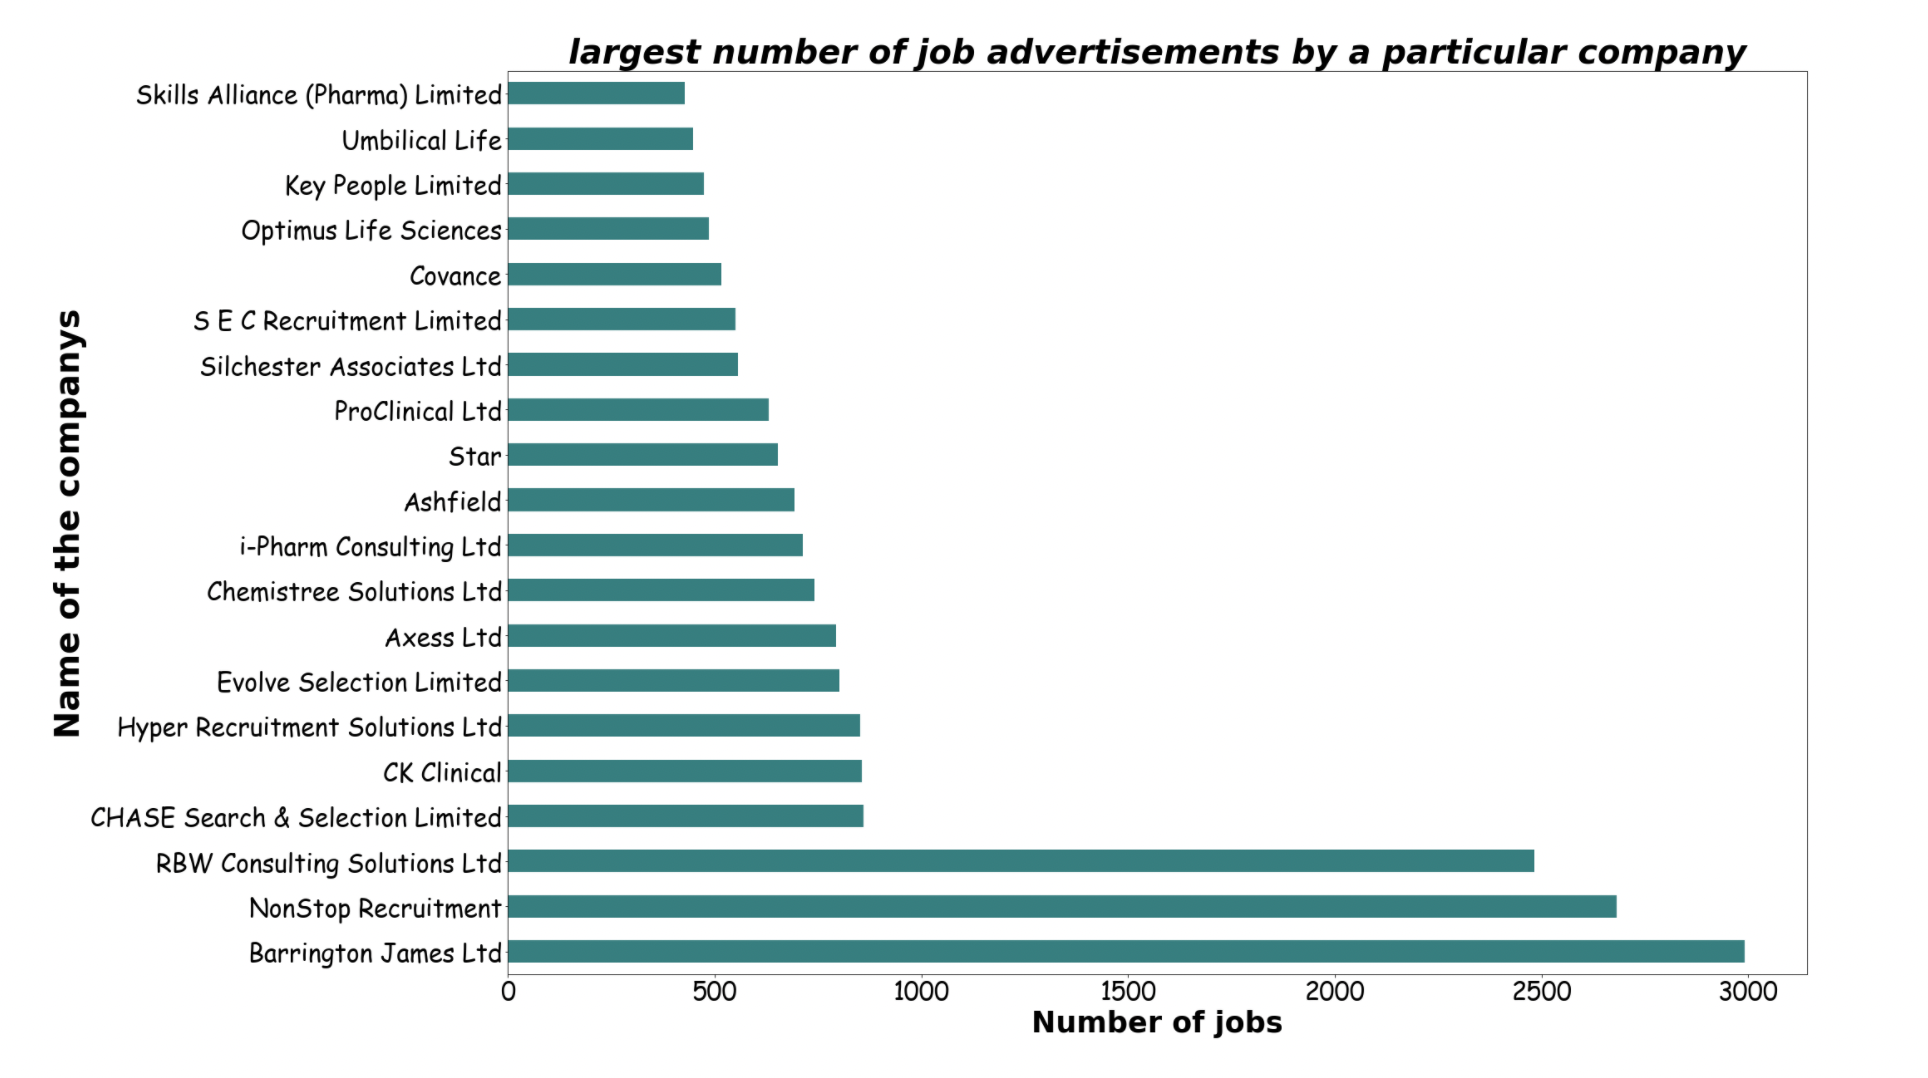 largest number of job advertisements by a particular company
Name of the companys
Skills Alliance (Pharma) Limited
Umbilical Life
Key People Limited
Optimus Life Sciences
Covance
S E C Recruitment Limited
Silchester Associates Ltd
ProClinical Ltd
Star
Ashfield
i-Pharm Consulting Ltd
Chemistree Solutions Ltd
Axess Ltd
Evolve Selection Limited
Hyper Recruitment Solutions Ltd
CK Clinical
CHASE Search & Selection Limited
RBW Consulting Solutions Ltd
NonStop Recruitment
Barrington James Ltd
0 500 1000 1500 2000 2500 3000
Number of jobs